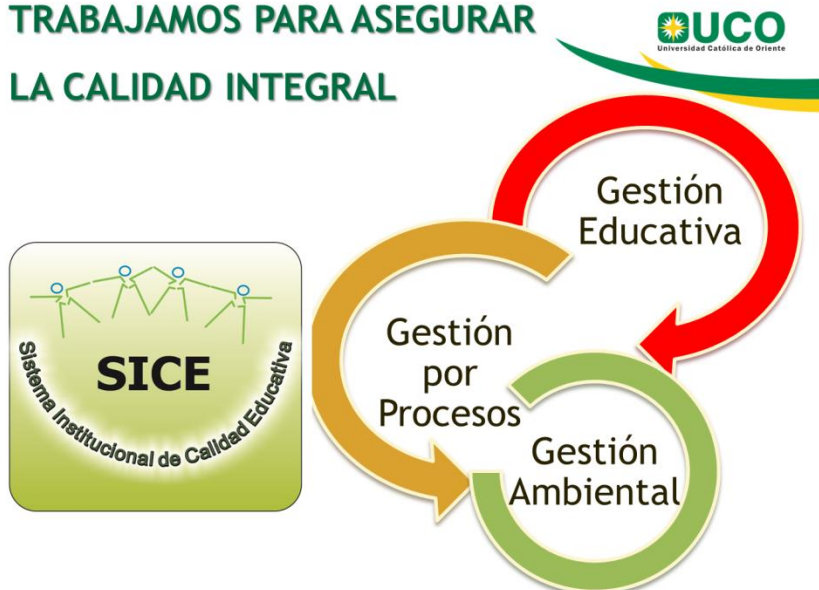 TRABAJAMOS PARA ASEGURAR
LA CALIDAD INTEGRAL
UCO
Universidad Católica de Oriente
Gestión
Educativa
Gestión
por
Procesos
Gestión
Ambiental
SICE
Sistema Institucional de Calidad Educativa